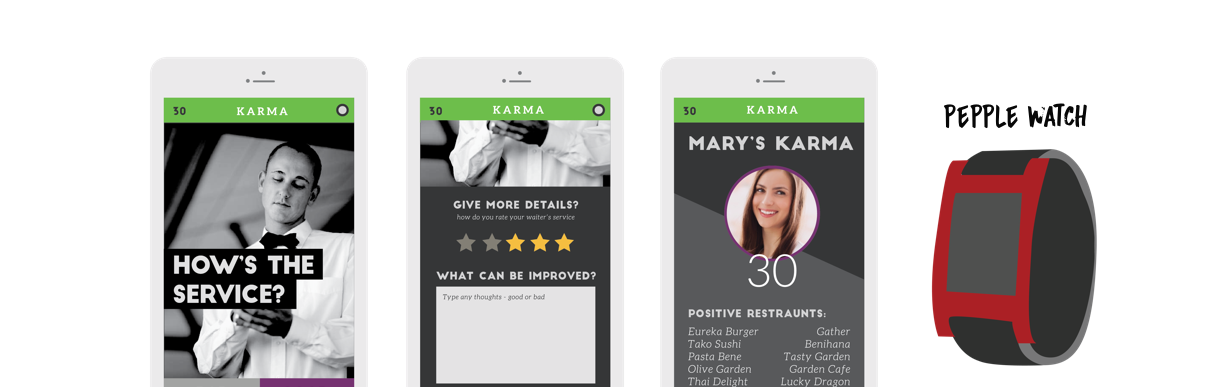 30 KARMA
HOW'S THE
SERVICE?
30 KARMA
GIVE MORE DETAILS?
how do you rate your waiter's service
WHAT CAN BE IMPROVED?
Type any thoughts - good or bad
30 KARMA
MARY'S KARMA
30
POSITIVE RESTRAUNTS:
Eureka Burger Gather
Tako Sushi Benihana
Pasta Bene Tasty Garden
Olive Garden Garden Cafe
Thai Delight Lucky Dragon
PEPPLE WATCH